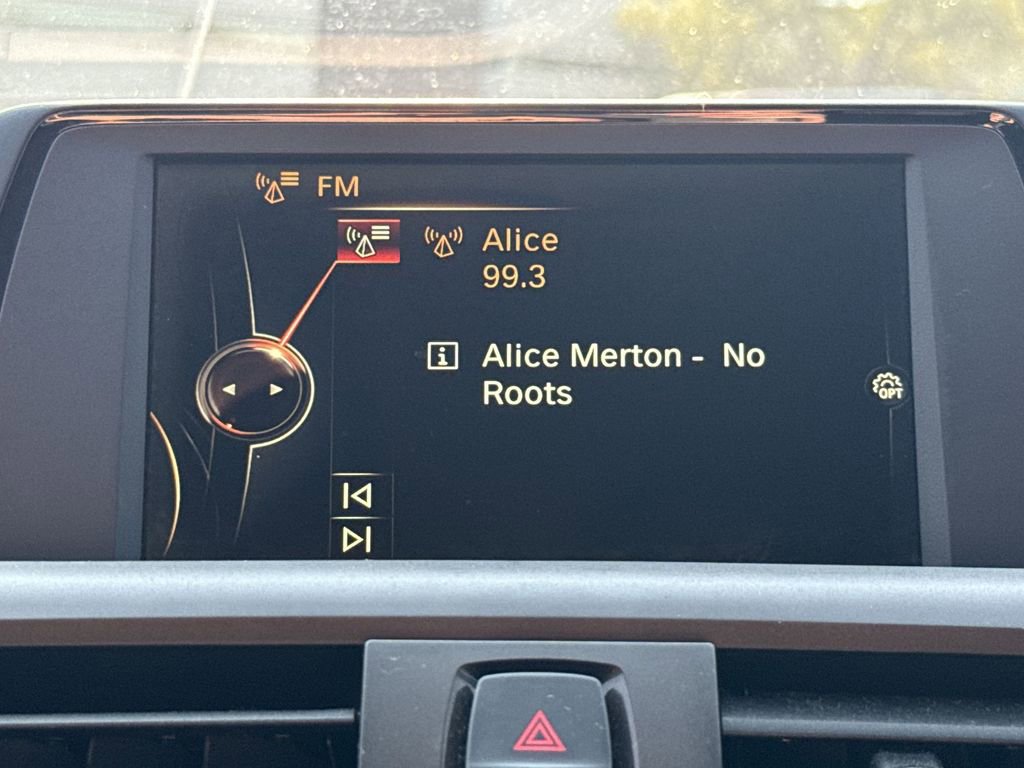 FM
Alice
99.3
i Alice Merton - No
Roots
OPT